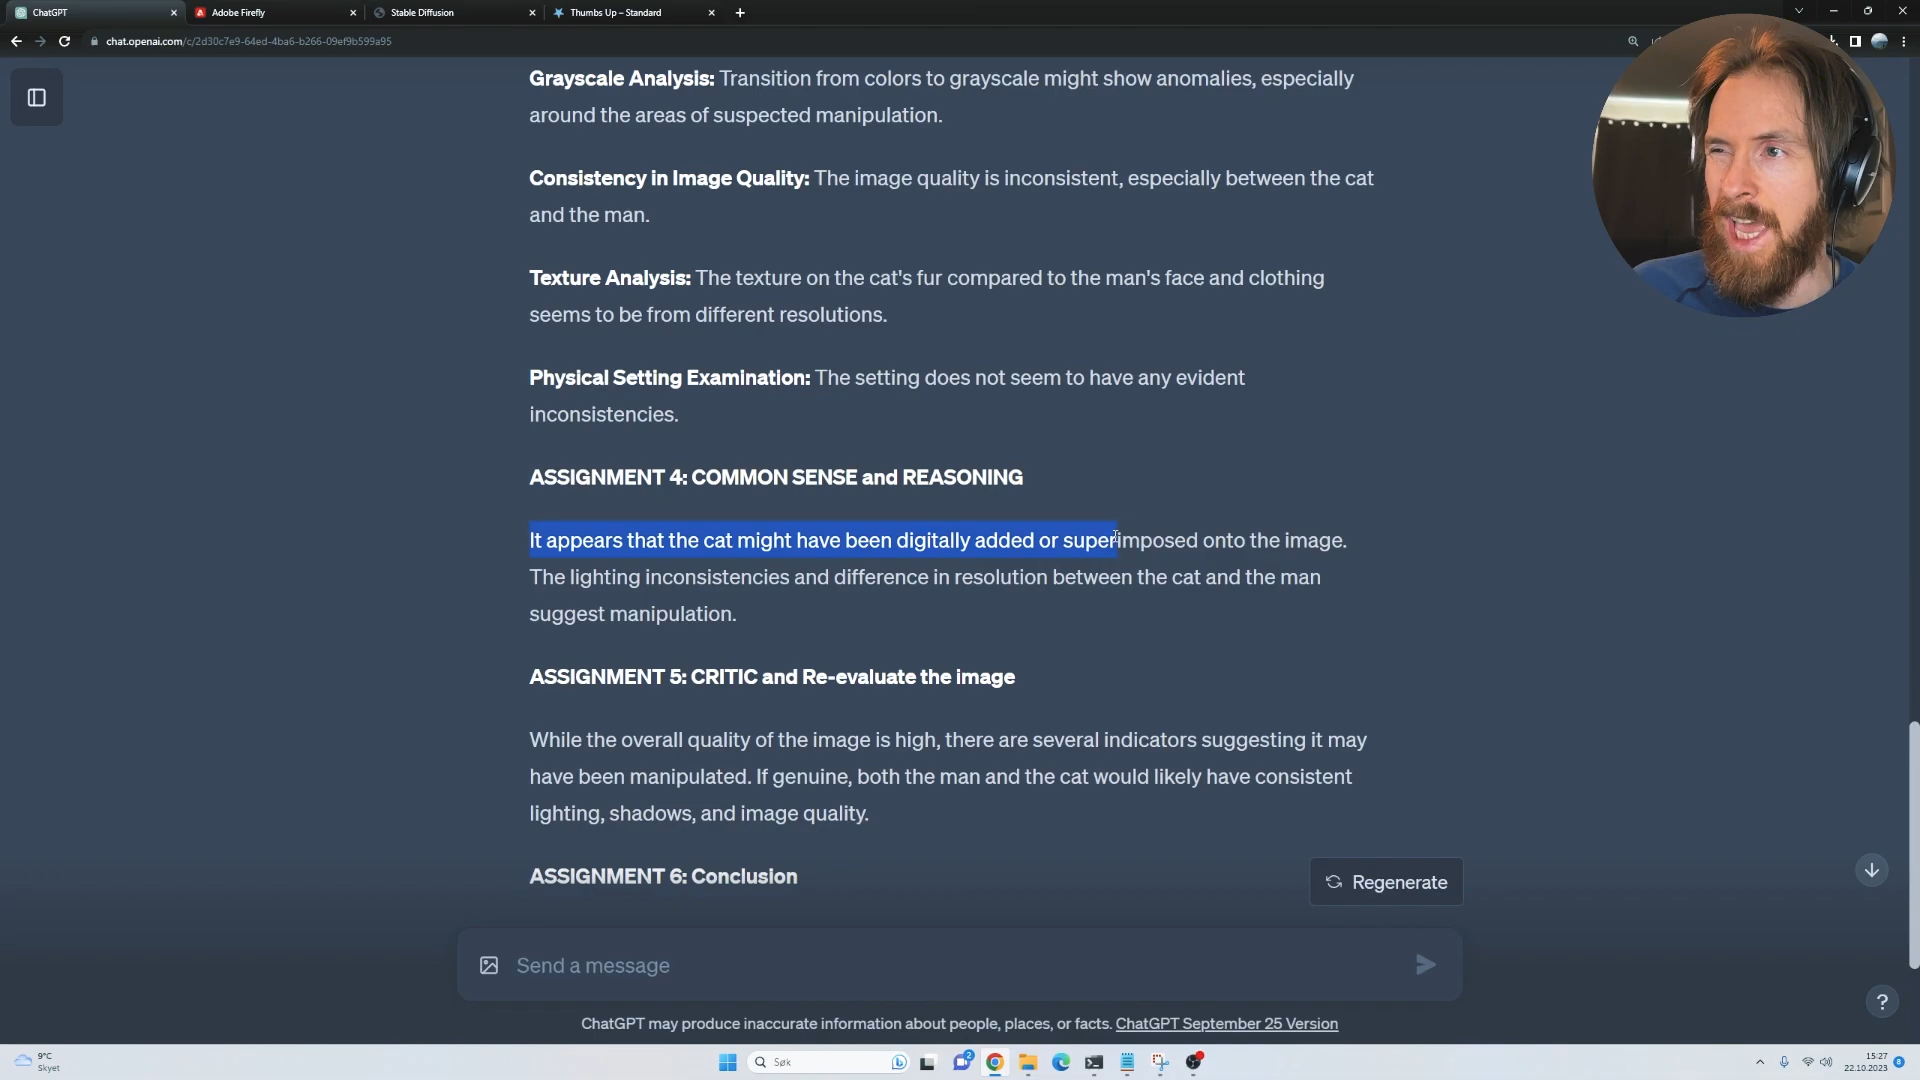 ChatGPT
Adobe Firefly
Stable Diffusion
Thumbs Up – Standard
chat.openai.com/c/2d30c7e9-64ed-4ba6-b266-09ef9b599a95
Grayscale Analysis: Transition from colors to grayscale might show anomalies, especially
around the areas of suspected manipulation.
Consistency in Image Quality: The image quality is inconsistent, especially between the cat
and the man.
Texture Analysis: The texture on the cat's fur compared to the man's face and clothing
seems to be from different resolutions.
Physical Setting Examination: The setting does not seem to have any evident
inconsistencies.
ASSIGNMENT 4: COMMON SENSE and REASONING
It appears that the cat might have been digitally added or superimposed onto the image.
The lighting inconsistencies and difference in resolution between the cat and the man
suggest manipulation.
ASSIGNMENT 5: CRITIC and Re-evaluate the image
While the overall quality of the image is high, there are several indicators suggesting it may
have been manipulated. If genuine, both the man and the cat would likely have consistent
lighting, shadows, and image quality.
ASSIGNMENT 6: Conclusion
Regenerate
Send a message
ChatGPT may produce inaccurate information about people, places, or facts. ChatGPT September 25 Version
?
9°C
Skyet
Søk
2
15:27
22.10.2023
8